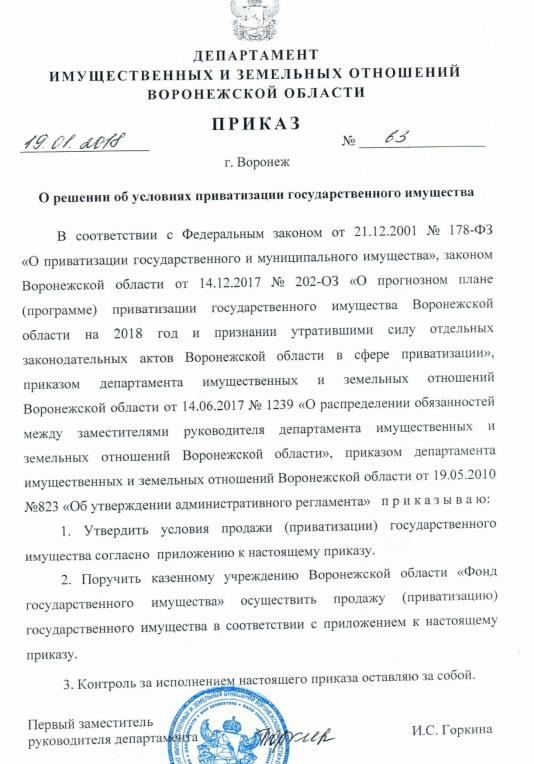 ДЕПАРТАМЕНТ
ИМУЩЕСТВЕННЫХ И ЗЕМЕЛЬНЫХ ОТНОШЕНИЙ
ВОРОНЕЖСКОЙ ОБЛАСТИ
ПРИКАЗ
19.01.2018 № 63
г. Воронеж
О решении об условиях приватизации государственного имущества
В соответствии с Федеральным законом от 21.12.2001 № 178-ФЗ
«О приватизации государственного и муниципального имущества», законом
Воронежской области от 14.12.2017 № 202-ОЗ «О прогнозном плане
(программе) приватизации государственного имущества Воронежской
области на 2018 год и признании утратившими силу отдельных
законодательных актов Воронежской области в сфере приватизации»,
приказом департамента имущественных и земельных отношений
Воронежской области от 14.06.2017 № 1239 «О распределении обязанностей
между заместителями руководителя департамента имущественных и
земельных отношений Воронежской области», приказом департамента
имущественных и земельных отношений Воронежской области от 19.05.2010
№823 «Об утверждении административного регламента» п р и к а з ы в а ю:
1. Утвердить условия продажи (приватизации) государственного
имущества согласно приложению к настоящему приказу.
2. Поручить казенному учреждению Воронежской области «Фонд
государственного имущества» осуществить продажу (приватизацию)
государственного имущества в соответствии с приложением к настоящему
приказу.
3. Контроль за исполнением настоящего приказа оставляю за собой.
Первый заместитель
руководителя департамента И.С. Горкина